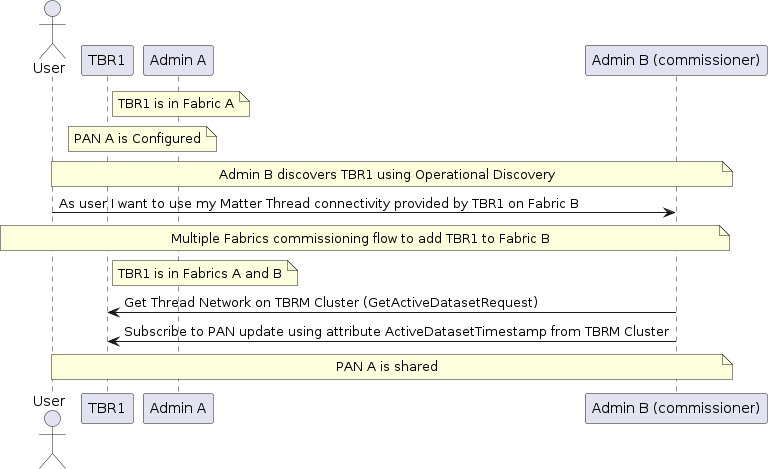 User
TBR1
Admin A
Admin B (commissioner)
TBR1 is in Fabric A
PAN A is Configured
Admin B discovers TBR1 using Operational Discovery
As user I want to use my Matter Thread connectivity provided by TBR1 on Fabric B
Multiple Fabrics commissioning flow to add TBR1 to Fabric B
TBR1 is in Fabrics A and B
Get Thread Network on TBRM Cluster (GetActiveDatasetRequest)
Subscribe to PAN update using attribute ActiveDatasetTimestamp from TBRM Cluster
PAN A is shared
User
TBR1
Admin A
Admin B (commissioner)